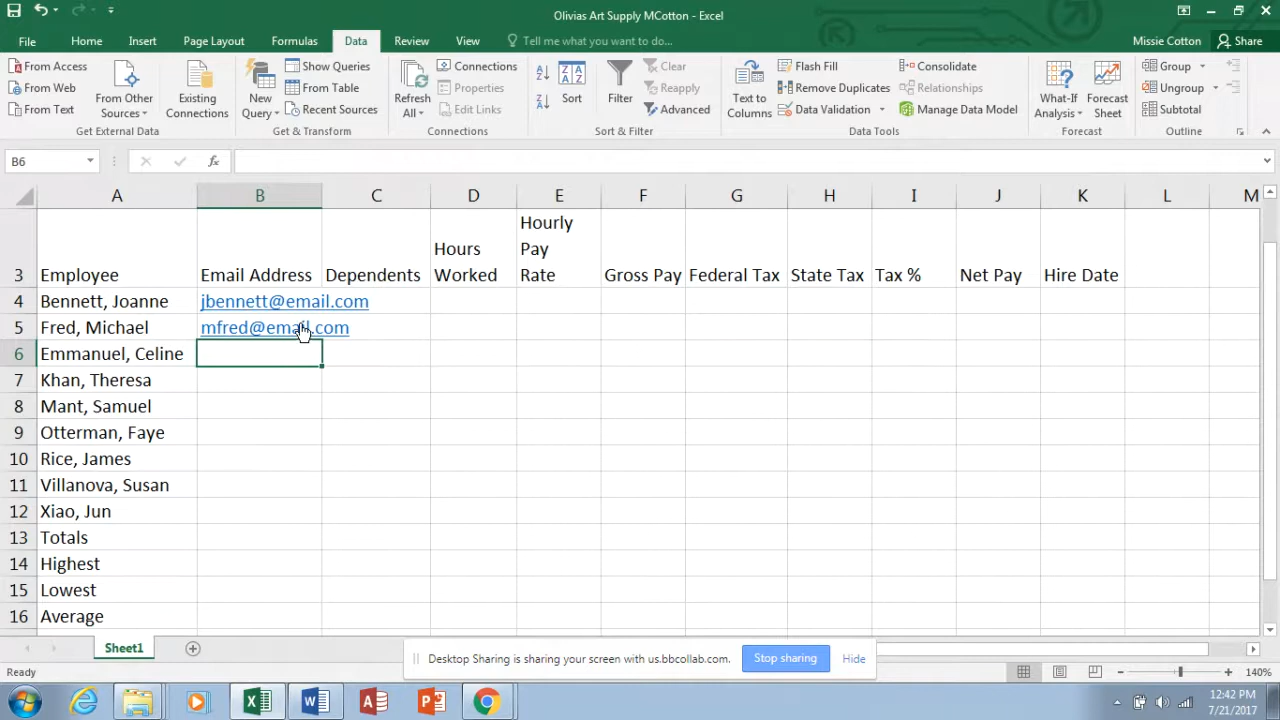 Olivias Art Supply MCotton - Excel
File Home Insert Page Layout Formulas Data Review View Tell me what you want to do... Missie Cotton Share
From Access
From Web
From Text
From Other Sources
Existing Connections
Get External Data
New Query
Show Queries
From Table
Recent Sources
Get & Transform
Refresh All
Connections
Properties
Edit Links
Connections
Sort
Filter
Clear
Reapply
Advanced
Sort & Filter
Text to Columns
Flash Fill
Remove Duplicates
Data Validation
Consolidate
Relationships
Manage Data Model
Data Tools
What-If Analysis
Forecast Sheet
Forecast
Group
Ungroup
Subtotal
Outline
B6
fx
A B C D E F G H I J K L M
3 Employee Email Address Dependents Hours Worked Hourly Pay Rate Gross Pay Federal Tax State Tax Tax % Net Pay Hire Date
4 Bennett, Joanne jbennett@email.com
5 Fred, Michael mfred@email.com
6 Emmanuel, Celine
7 Khan, Theresa
8 Mant, Samuel
9 Otterman, Faye
10 Rice, James
11 Villanova, Susan
12 Xiao, Jun
13 Totals
14 Highest
15 Lowest
16 Average
Sheet1
Desktop Sharing is sharing your screen with us.bbcollab.com. Stop sharing Hide
Ready
140%
12:42 PM
7/21/2017